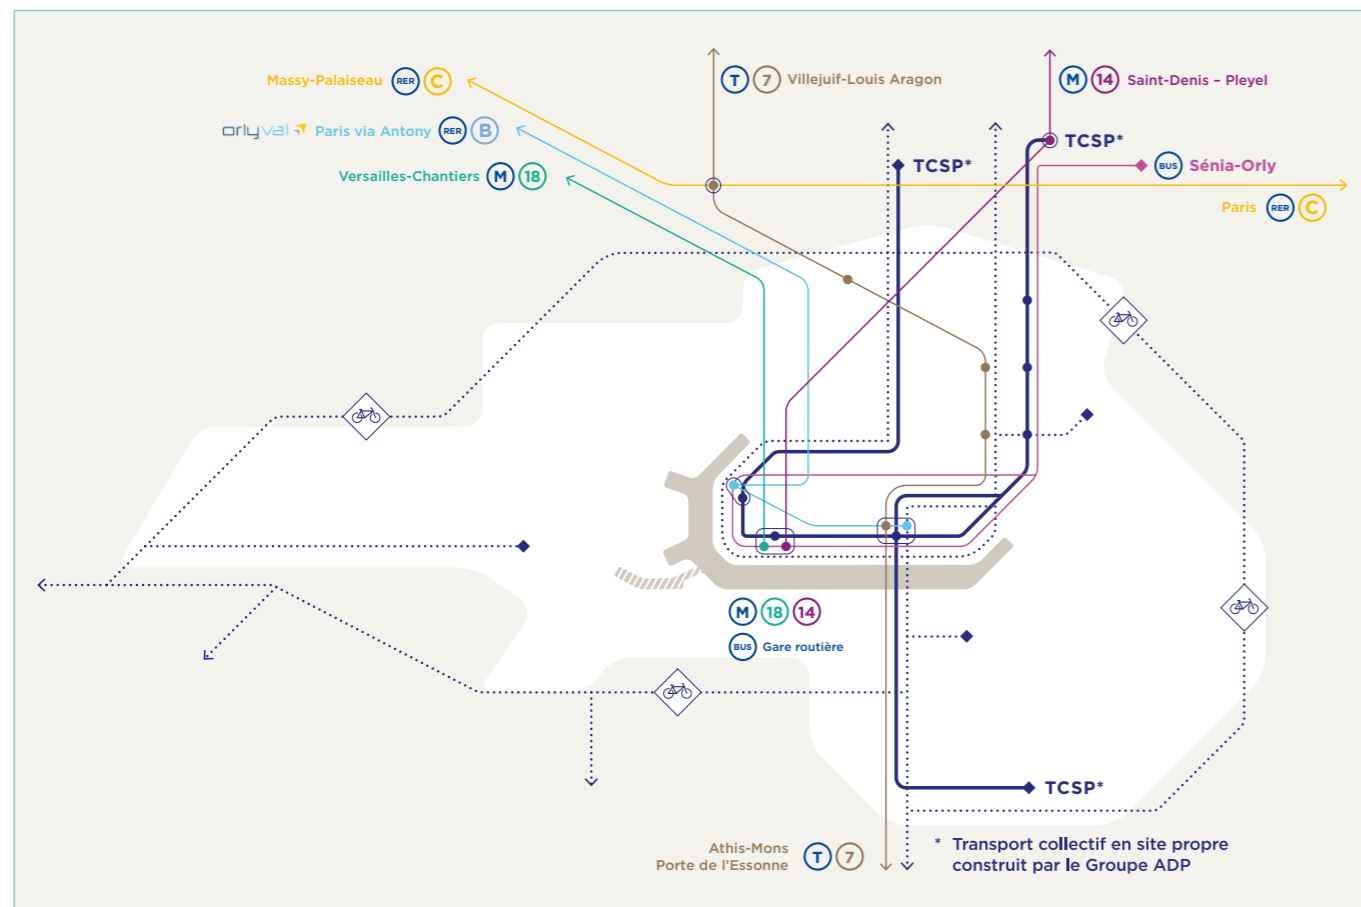 Massy-Palaiseau RER C
T 7 Villejuif-Louis Aragon
M 14 Saint-Denis – Pleyel
orlyval Paris via Antony RER B
TCSP*
TCSP*
BUS Sénia-Orly
Versailles-Chantiers M 18
Paris RER C
M 18 14
BUS Gare routière
TCSP*
Athis-Mons
Porte de l'Essonne T 7
* Transport collectif en site propre
construit par le Groupe ADP